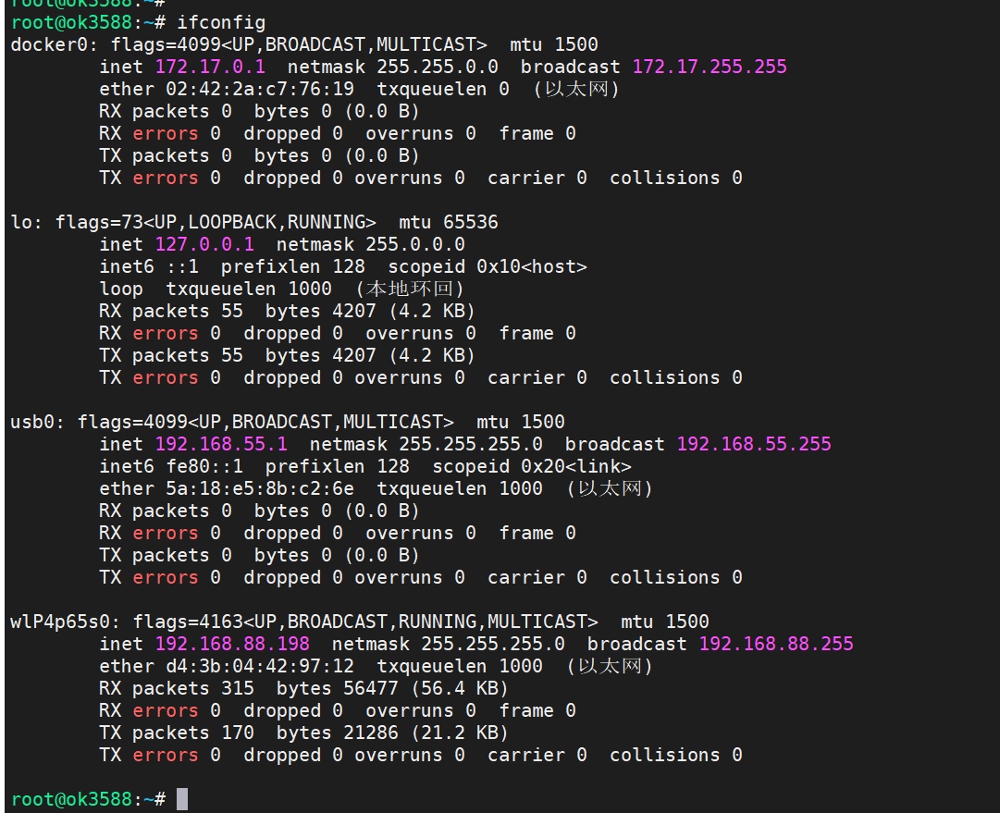 root@ok3588:~#
root@ok3588:~# ifconfig
docker0: flags=4099<UP,BROADCAST,MULTICAST>  mtu 1500
        inet 172.17.0.1  netmask 255.255.0.0  broadcast 172.17.255.255
        ether 02:42:2a:c7:76:19  txqueuelen 0  (以太网)
        RX packets 0  bytes 0 (0.0 B)
        RX errors 0  dropped 0  overruns 0  frame 0
        TX packets 0  bytes 0 (0.0 B)
        TX errors 0  dropped 0 overruns 0  carrier 0  collisions 0

lo: flags=73<UP,LOOPBACK,RUNNING>  mtu 65536
        inet 127.0.0.1  netmask 255.0.0.0
        inet6 ::1  prefixlen 128  scopeid 0x10<host>
        loop  txqueuelen 1000  (本地环回)
        RX packets 55  bytes 4207 (4.2 KB)
        RX errors 0  dropped 0  overruns 0  frame 0
        TX packets 55  bytes 4207 (4.2 KB)
        TX errors 0  dropped 0 overruns 0  carrier 0  collisions 0

usb0: flags=4099<UP,BROADCAST,MULTICAST>  mtu 1500
        inet 192.168.55.1  netmask 255.255.255.0  broadcast 192.168.55.255
        inet6 fe80::1  prefixlen 128  scopeid 0x20<link>
        ether 5a:18:e5:8b:c2:6e  txqueuelen 1000  (以太网)
        RX packets 0  bytes 0 (0.0 B)
        RX errors 0  dropped 0  overruns 0  frame 0
        TX packets 0  bytes 0 (0.0 B)
        TX errors 0  dropped 0 overruns 0  carrier 0  collisions 0

wlP4p65s0: flags=4163<UP,BROADCAST,RUNNING,MULTICAST>  mtu 1500
        inet 192.168.88.198  netmask 255.255.255.0  broadcast 192.168.88.255
        ether d4:3b:04:42:97:12  txqueuelen 1000  (以太网)
        RX packets 315  bytes 56477 (56.4 KB)
        RX errors 0  dropped 0  overruns 0  frame 0
        TX packets 170  bytes 21286 (21.2 KB)
        TX errors 0  dropped 0 overruns 0  carrier 0  collisions 0

root@ok3588:~#